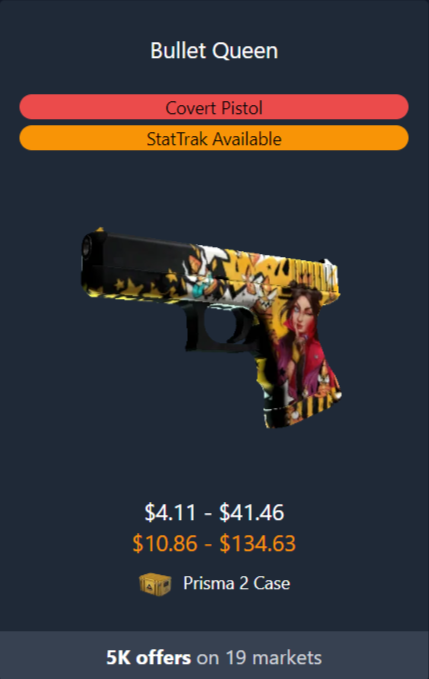 Bullet Queen
Covert Pistol
StatTrak Available
$4.11 - $41.46
$10.86 - $134.63
Prisma 2 Case
5K offers on 19 markets